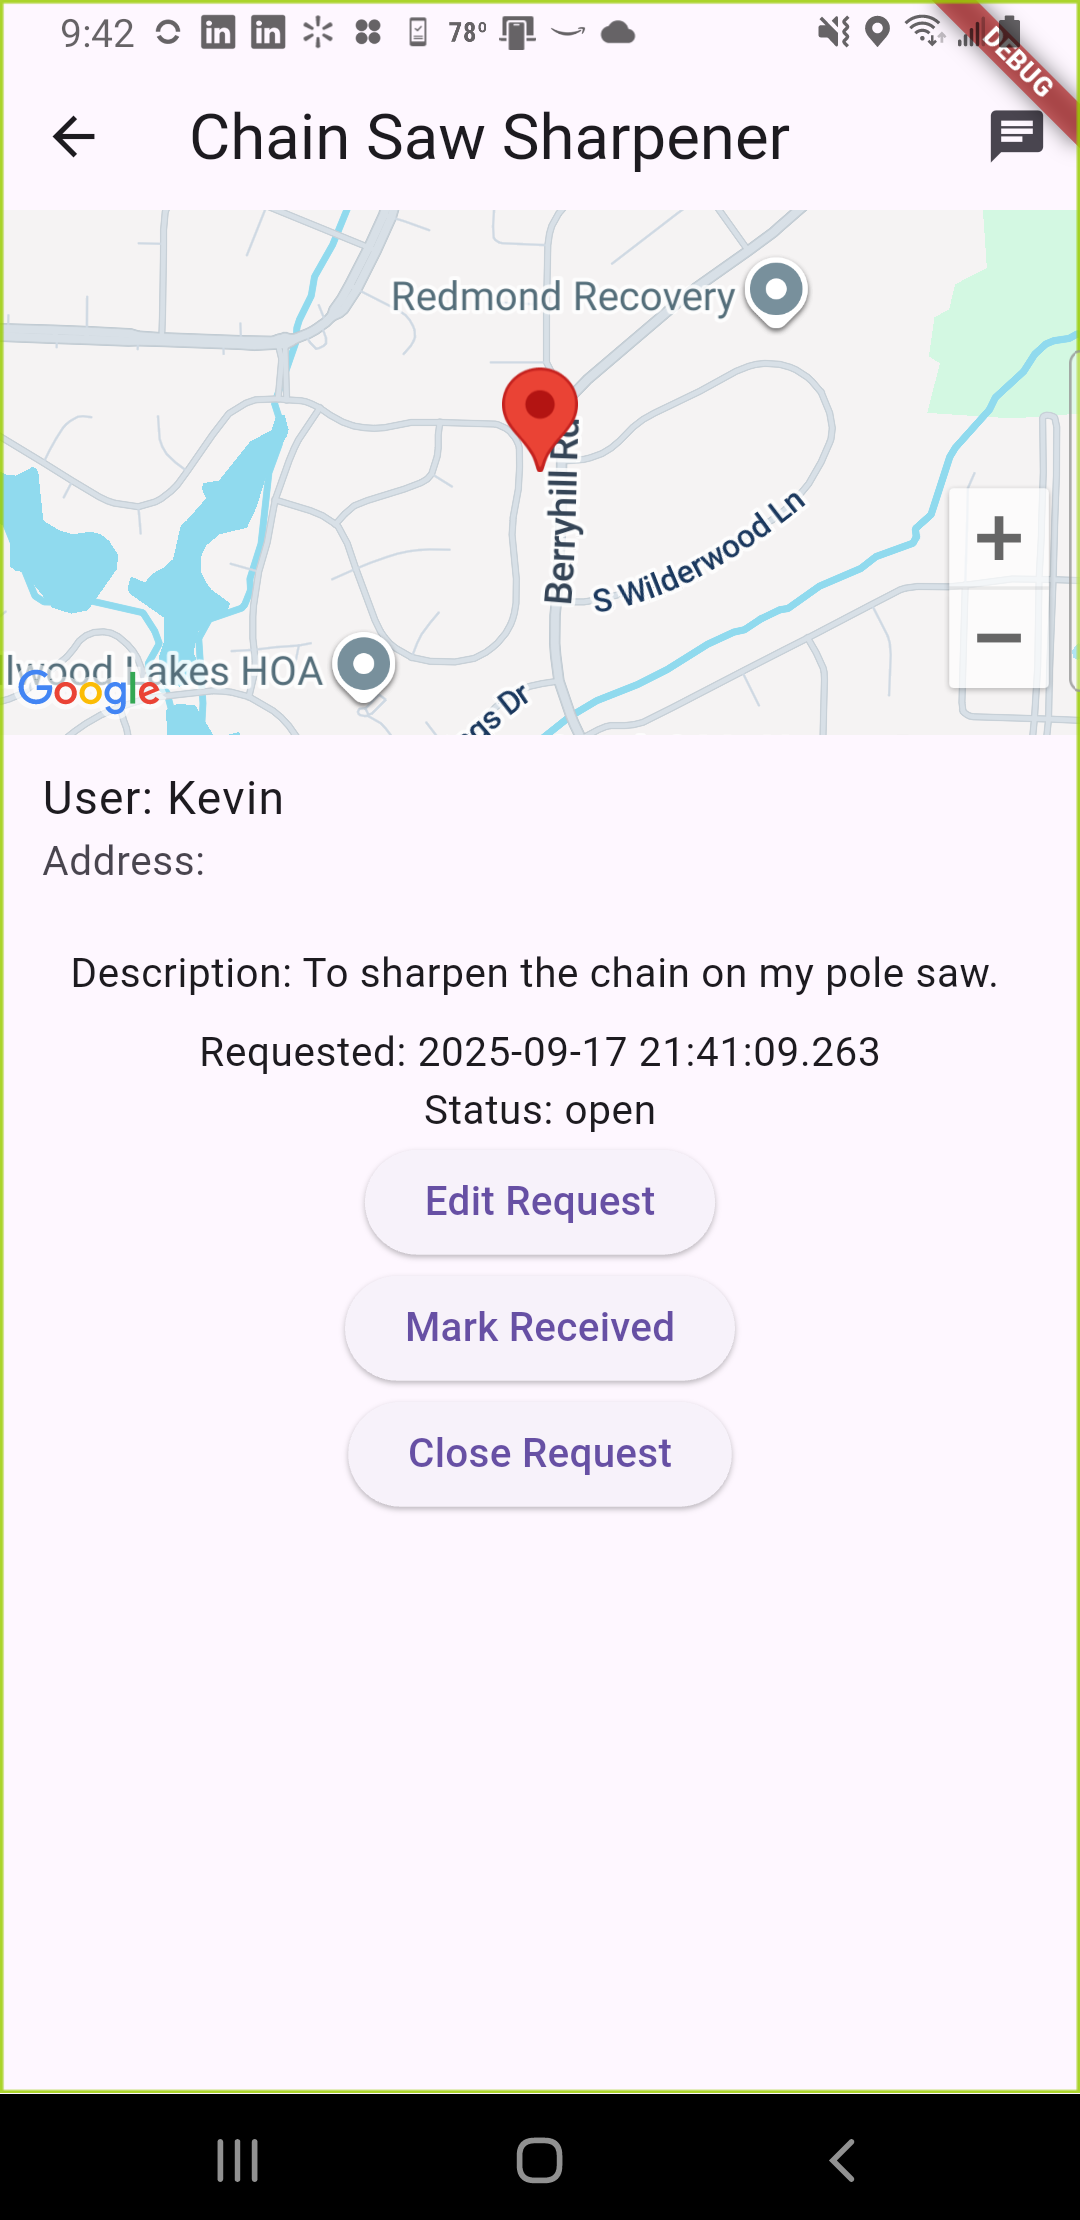 9:42
78°
DEBUG
Chain Saw Sharpener
Redmond Recovery
Berryhill Rd
S Wilderwood Ln
lwood Lakes HOA
Google
gs Dr
User: Kevin
Address:
Description: To sharpen the chain on my pole saw.
Requested: 2025-09-17 21:41:09.263
Status: open
Edit Request
Mark Received
Close Request